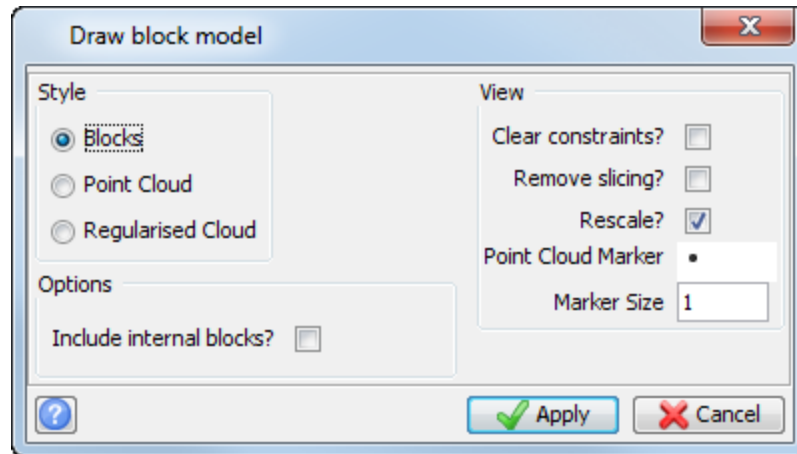 Draw block model
Style
Blocks
Point Cloud
Regularised Cloud
Options
Include internal blocks?
View
Clear constraints?
Remove slicing?
Rescale?
Point Cloud Marker
Marker Size 1
Apply
Cancel